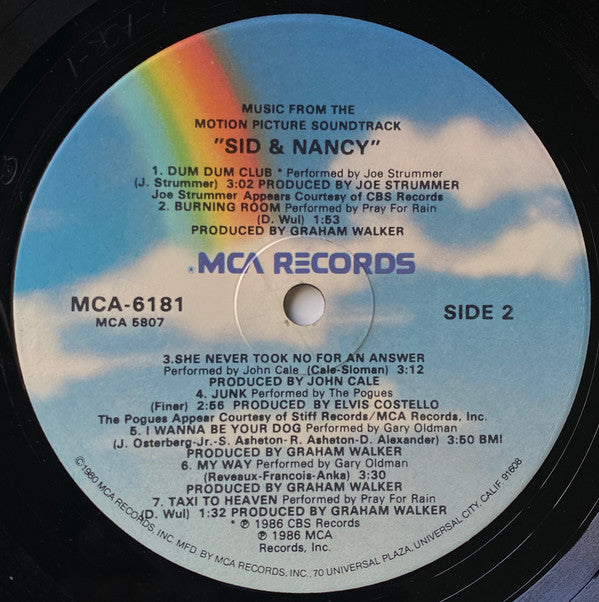 MUSIC FROM THE
MOTION PICTURE SOUNDTRACK
"SID & NANCY"
1. DUM DUM CLUB * Performed by Joe Strummer
(J. Strummer) 3:02 PRODUCED BY JOE STRUMMER
Joe Strummer Appears Courtesy of CBS Records
2. BURNING ROOM Performed by Pray For Rain
(D. Wul) 1:53
PRODUCED BY GRAHAM WALKER
®MCA RECORDS
MCA-6181
MCA 5807
SIDE 2
3.SHE NEVER TOOK NO FOR AN ANSWER
Performed by John Cale (Cale-Sloman) 3:12
PRODUCED BY JOHN CALE
4. JUNK Performed by The Pogues
(Finer) 2:56 PRODUCED BY ELVIS COSTELLO
The Pogues Appear Courtesy of Stiff Records/MCA Records, Inc.
5. I WANNA BE YOUR DOG Performed by Gary Oldman
(J. Osterberg-Jr.-S. Asheton-R. Asheton-D. Alexander) 3:50 BMI
PRODUCED BY GRAHAM WALKER
6. MY WAY Performed by Gary Oldman
(Reveaux-Francois-Anka) 3:30
PRODUCED BY GRAHAM WALKER
7. TAXI TO HEAVEN Performed by Pray For Rain
(D. Wul) 1:32 PRODUCED BY GRAHAM WALKER
* ℗ 1986 CBS Records
℗ 1986 MCA
Records, Inc.
©1980 MCA RECORDS, INC. MFD. BY MCA RECORDS, INC., 70 UNIVERSAL PLAZA, UNIVERSAL CITY, CALIF. 91608